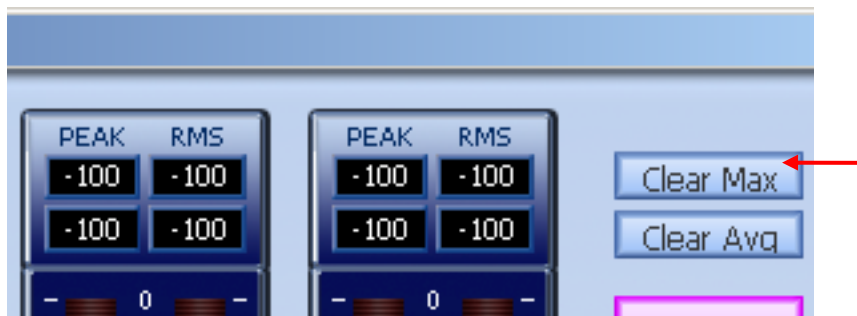 PEAK RMS PEAK RMS
-100 -100 -100 -100 Clear Max
-100 -100 -100 -100 Clear Avg
- 0 - - 0 -